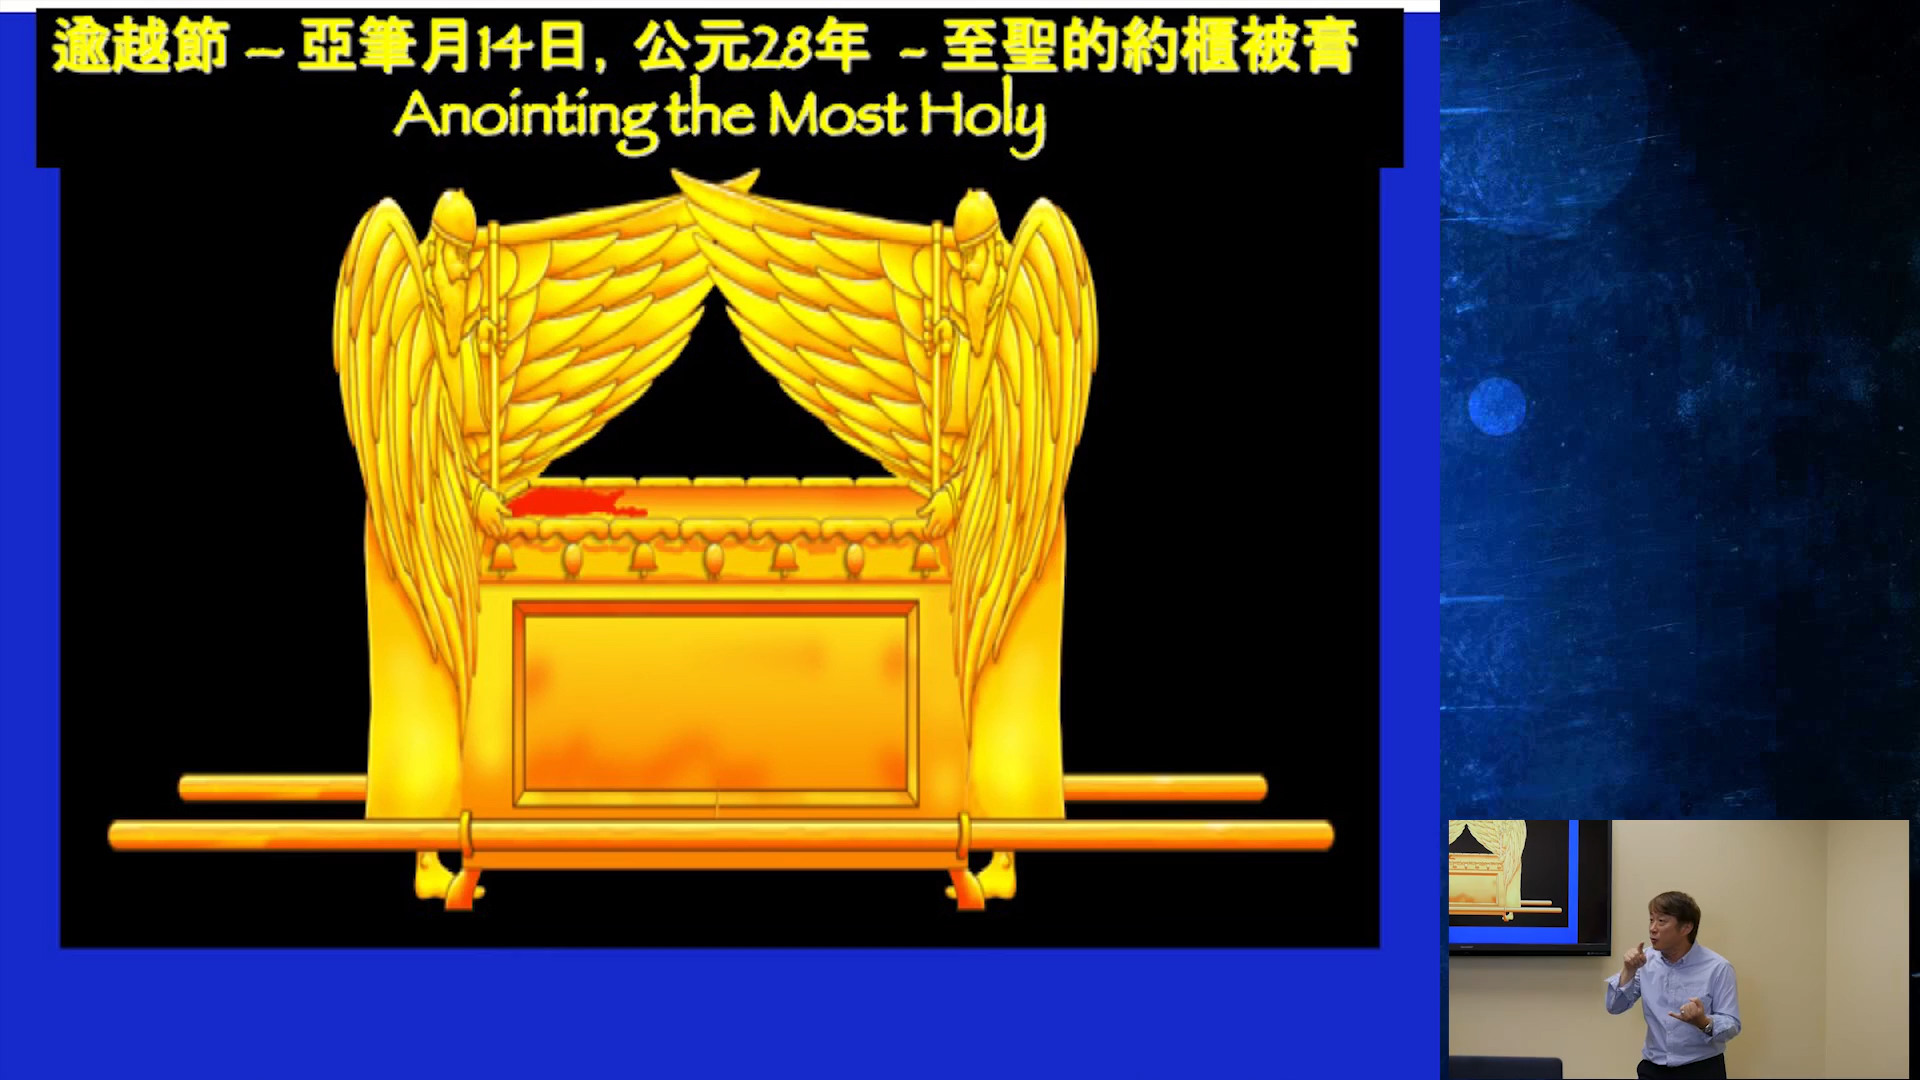 逾越節 – 亞筆月14日，公元28年 ~ 至聖的約櫃被膏
Anointing the Most Holy